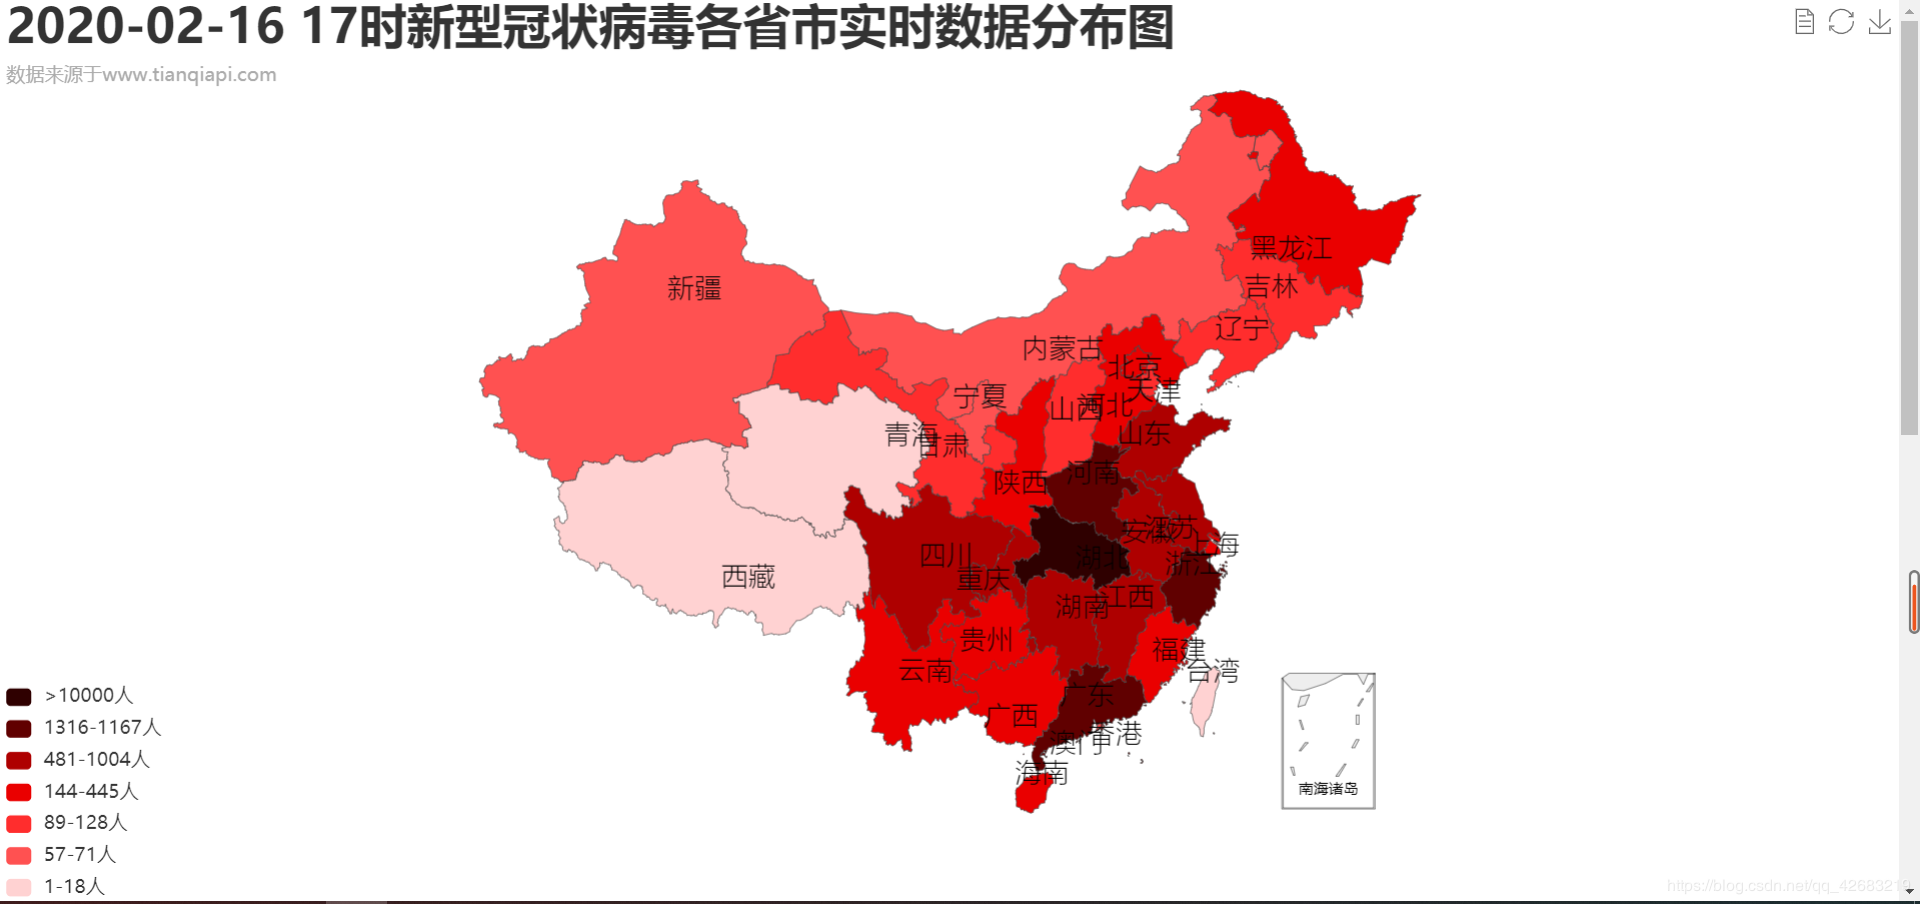 2020-02-16 17时新型冠状病毒各省市实时数据分布图
数据来源于www.tianqiapi.com
黑龙江
吉林
新疆
辽宁
内蒙古
北京
天津
宁夏
山西
河北
青海
甘肃
山东
陕西
河南
安徽
江苏
上海
四川
湖北
浙江
重庆
西藏
湖南
江西
贵州
福建
云南
台湾
广东
广西
香港
澳门
海南
南海诸岛
>10000人
1316-1167人
481-1004人
144-445人
89-128人
57-71人
1-18人